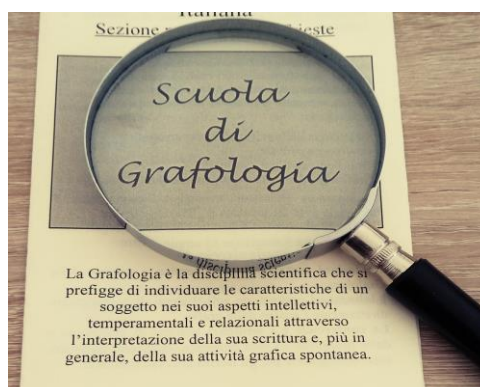 Italiana
Sezione
Scuola
di
Grafologia
La Grafologia è la disciplina scientifica che si
prefigge di individuare le caratteristiche di un
soggetto nei suoi aspetti intellettivi,
temperamentali e relazionali attraverso
l'interpretazione della sua scrittura e, più in
generale, della sua attività grafica spontanea.